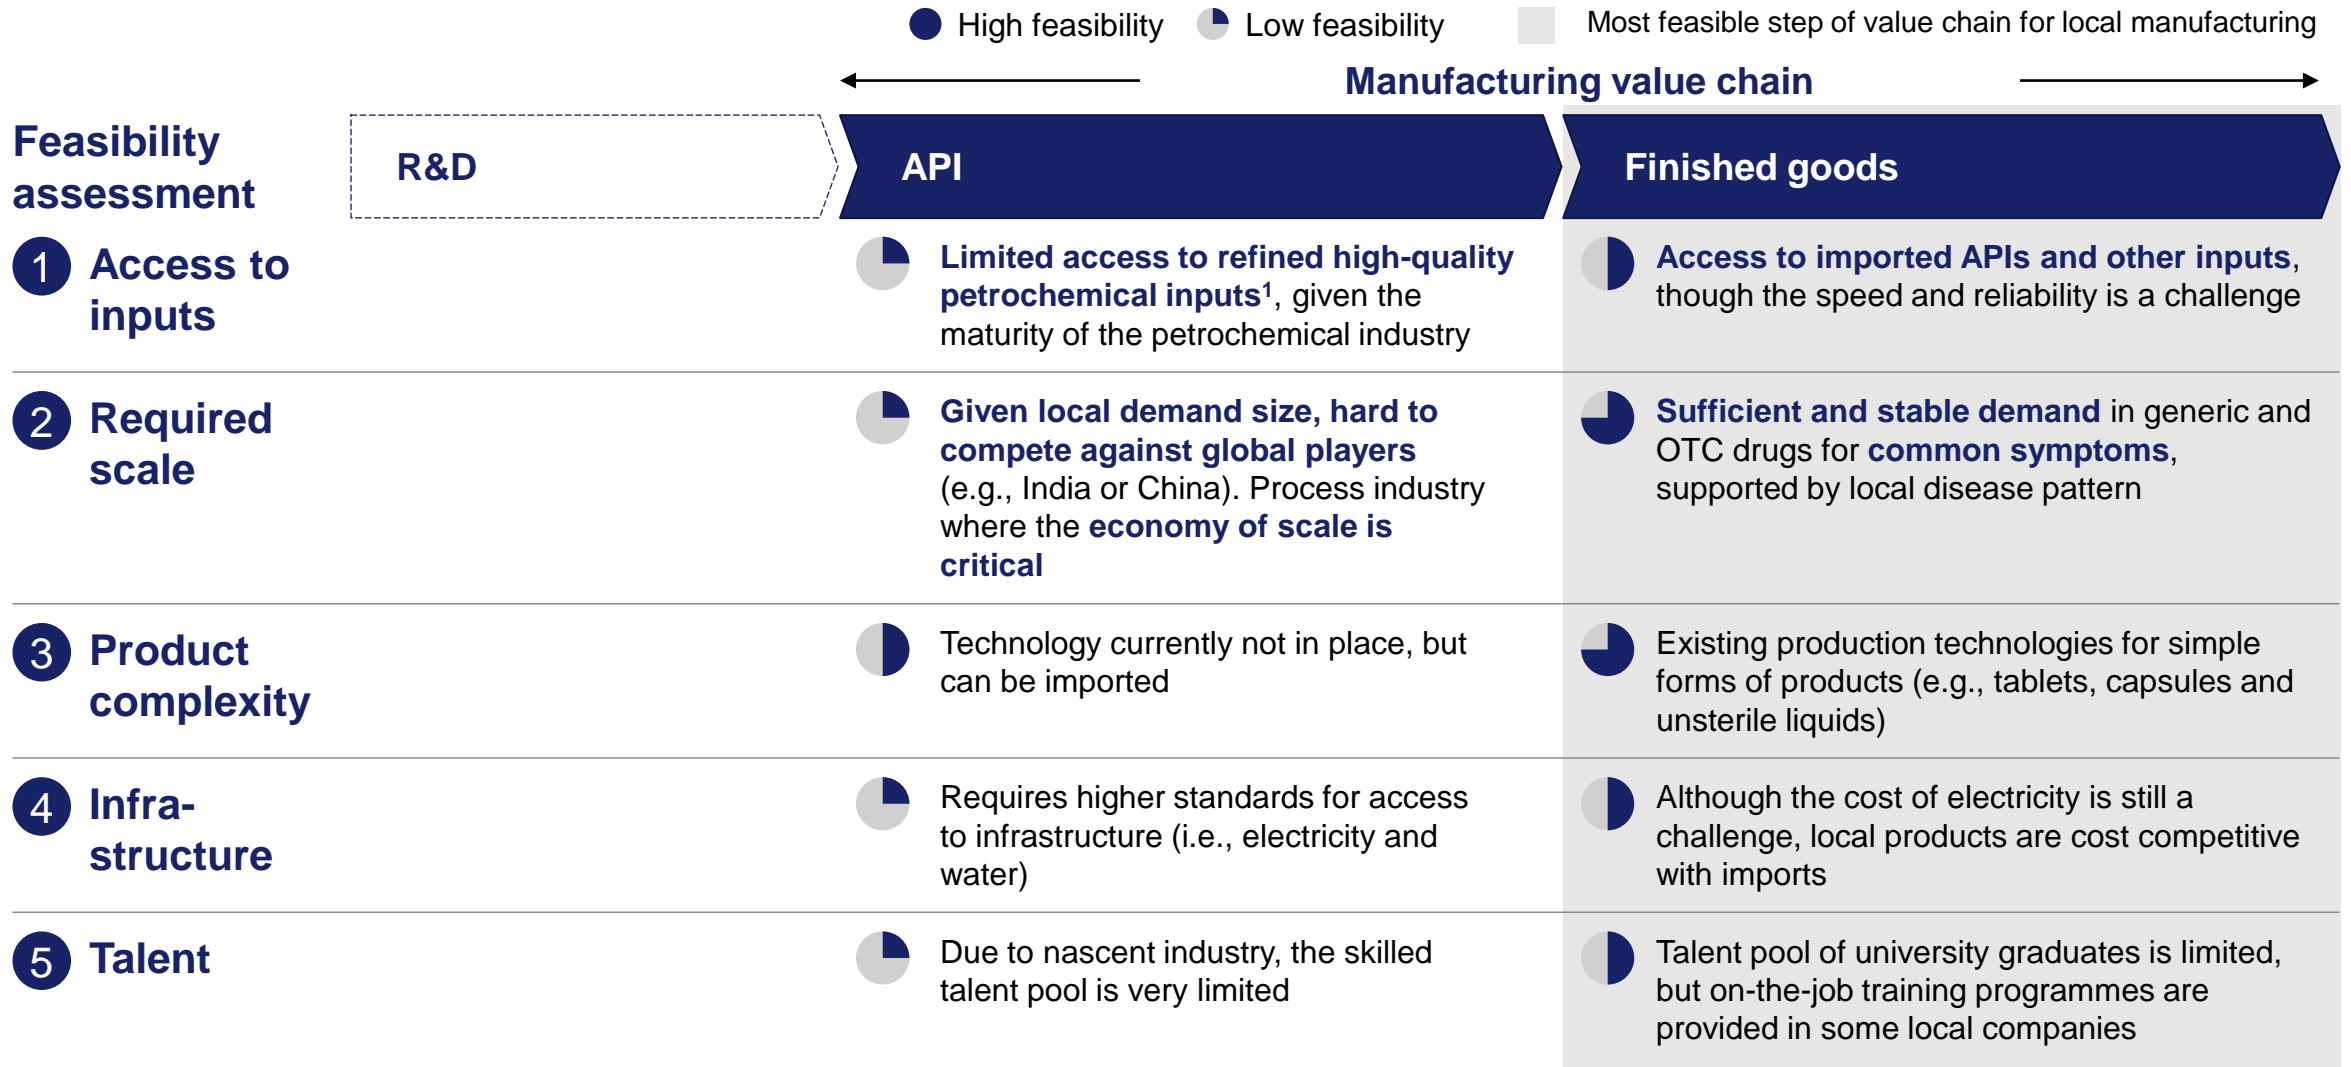 High feasibility
Low feasibility
Most feasible step of value chain for local manufacturing
Manufacturing value chain
Feasibility
assessment
R&D
API
Finished goods
1
Access to
inputs
Limited access to refined high-quality
petrochemical inputs¹, given the
maturity of the petrochemical industry
Access to imported APIs and other inputs,
though the speed and reliability is a challenge
2
Required
scale
Given local demand size, hard to
compete against global players
(e.g., India or China). Process industry
where the economy of scale is
critical
Sufficient and stable demand in generic and
OTC drugs for common symptoms,
supported by local disease pattern
3
Product
complexity
Technology currently not in place, but
can be imported
Existing production technologies for simple
forms of products (e.g., tablets, capsules and
unsterile liquids)
4
Infra-
structure
Requires higher standards for access
to infrastructure (i.e., electricity and
water)
Although the cost of electricity is still a
challenge, local products are cost competitive
with imports
5
Talent
Due to nascent industry, the skilled
talent pool is very limited
Talent pool of university graduates is limited,
but on-the-job training programmes are
provided in some local companies